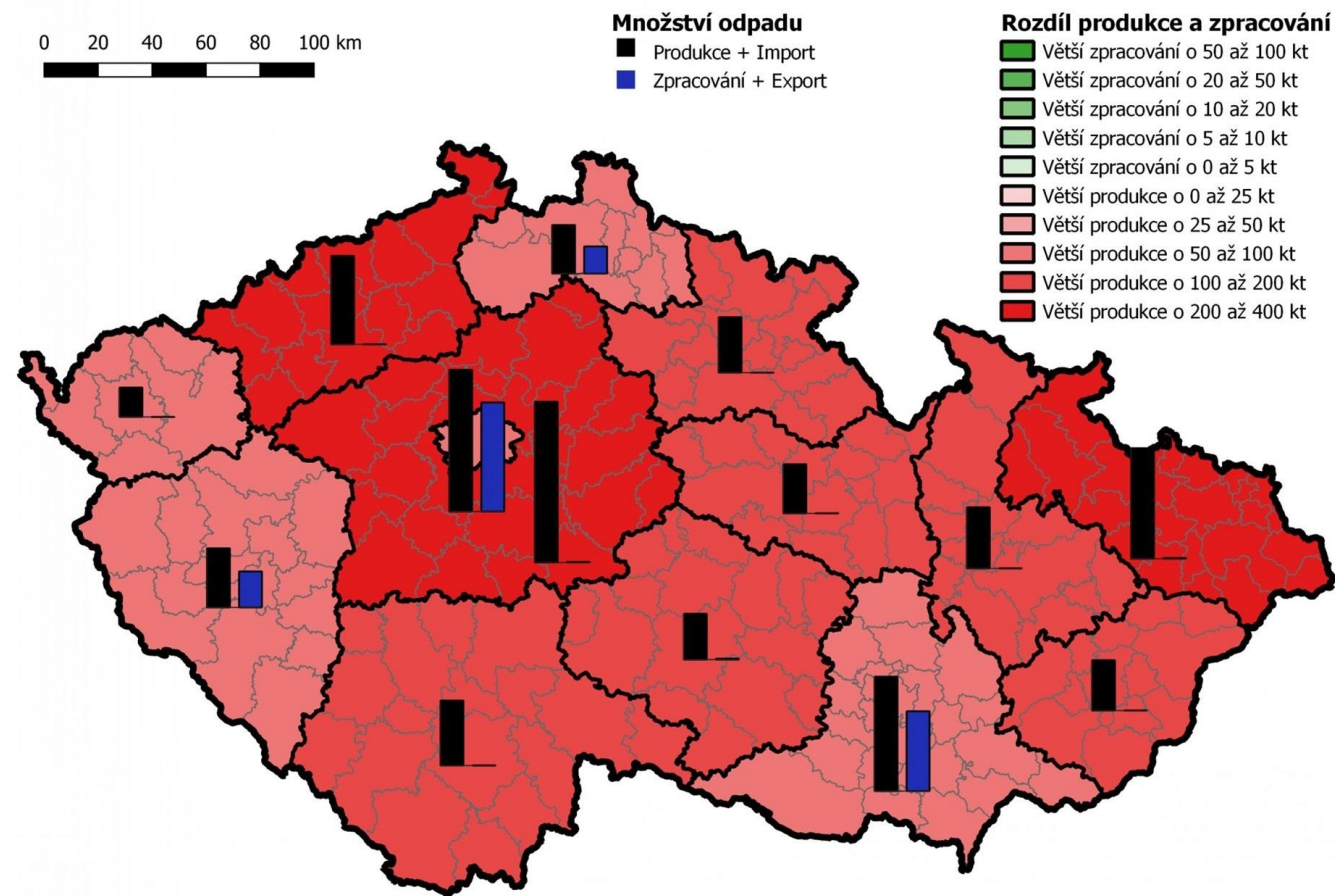 0 20 40 60 80 100 km
Množství odpadu
Produkce + Import
Zpracování + Export
Rozdíl produkce a zpracování
Větší zpracování o 50 až 100 kt
Větší zpracování o 20 až 50 kt
Větší zpracování o 10 až 20 kt
Větší zpracování o 5 až 10 kt
Větší zpracování o 0 až 5 kt
Větší produkce o 0 až 25 kt
Větší produkce o 25 až 50 kt
Větší produkce o 50 až 100 kt
Větší produkce o 100 až 200 kt
Větší produkce o 200 až 400 kt